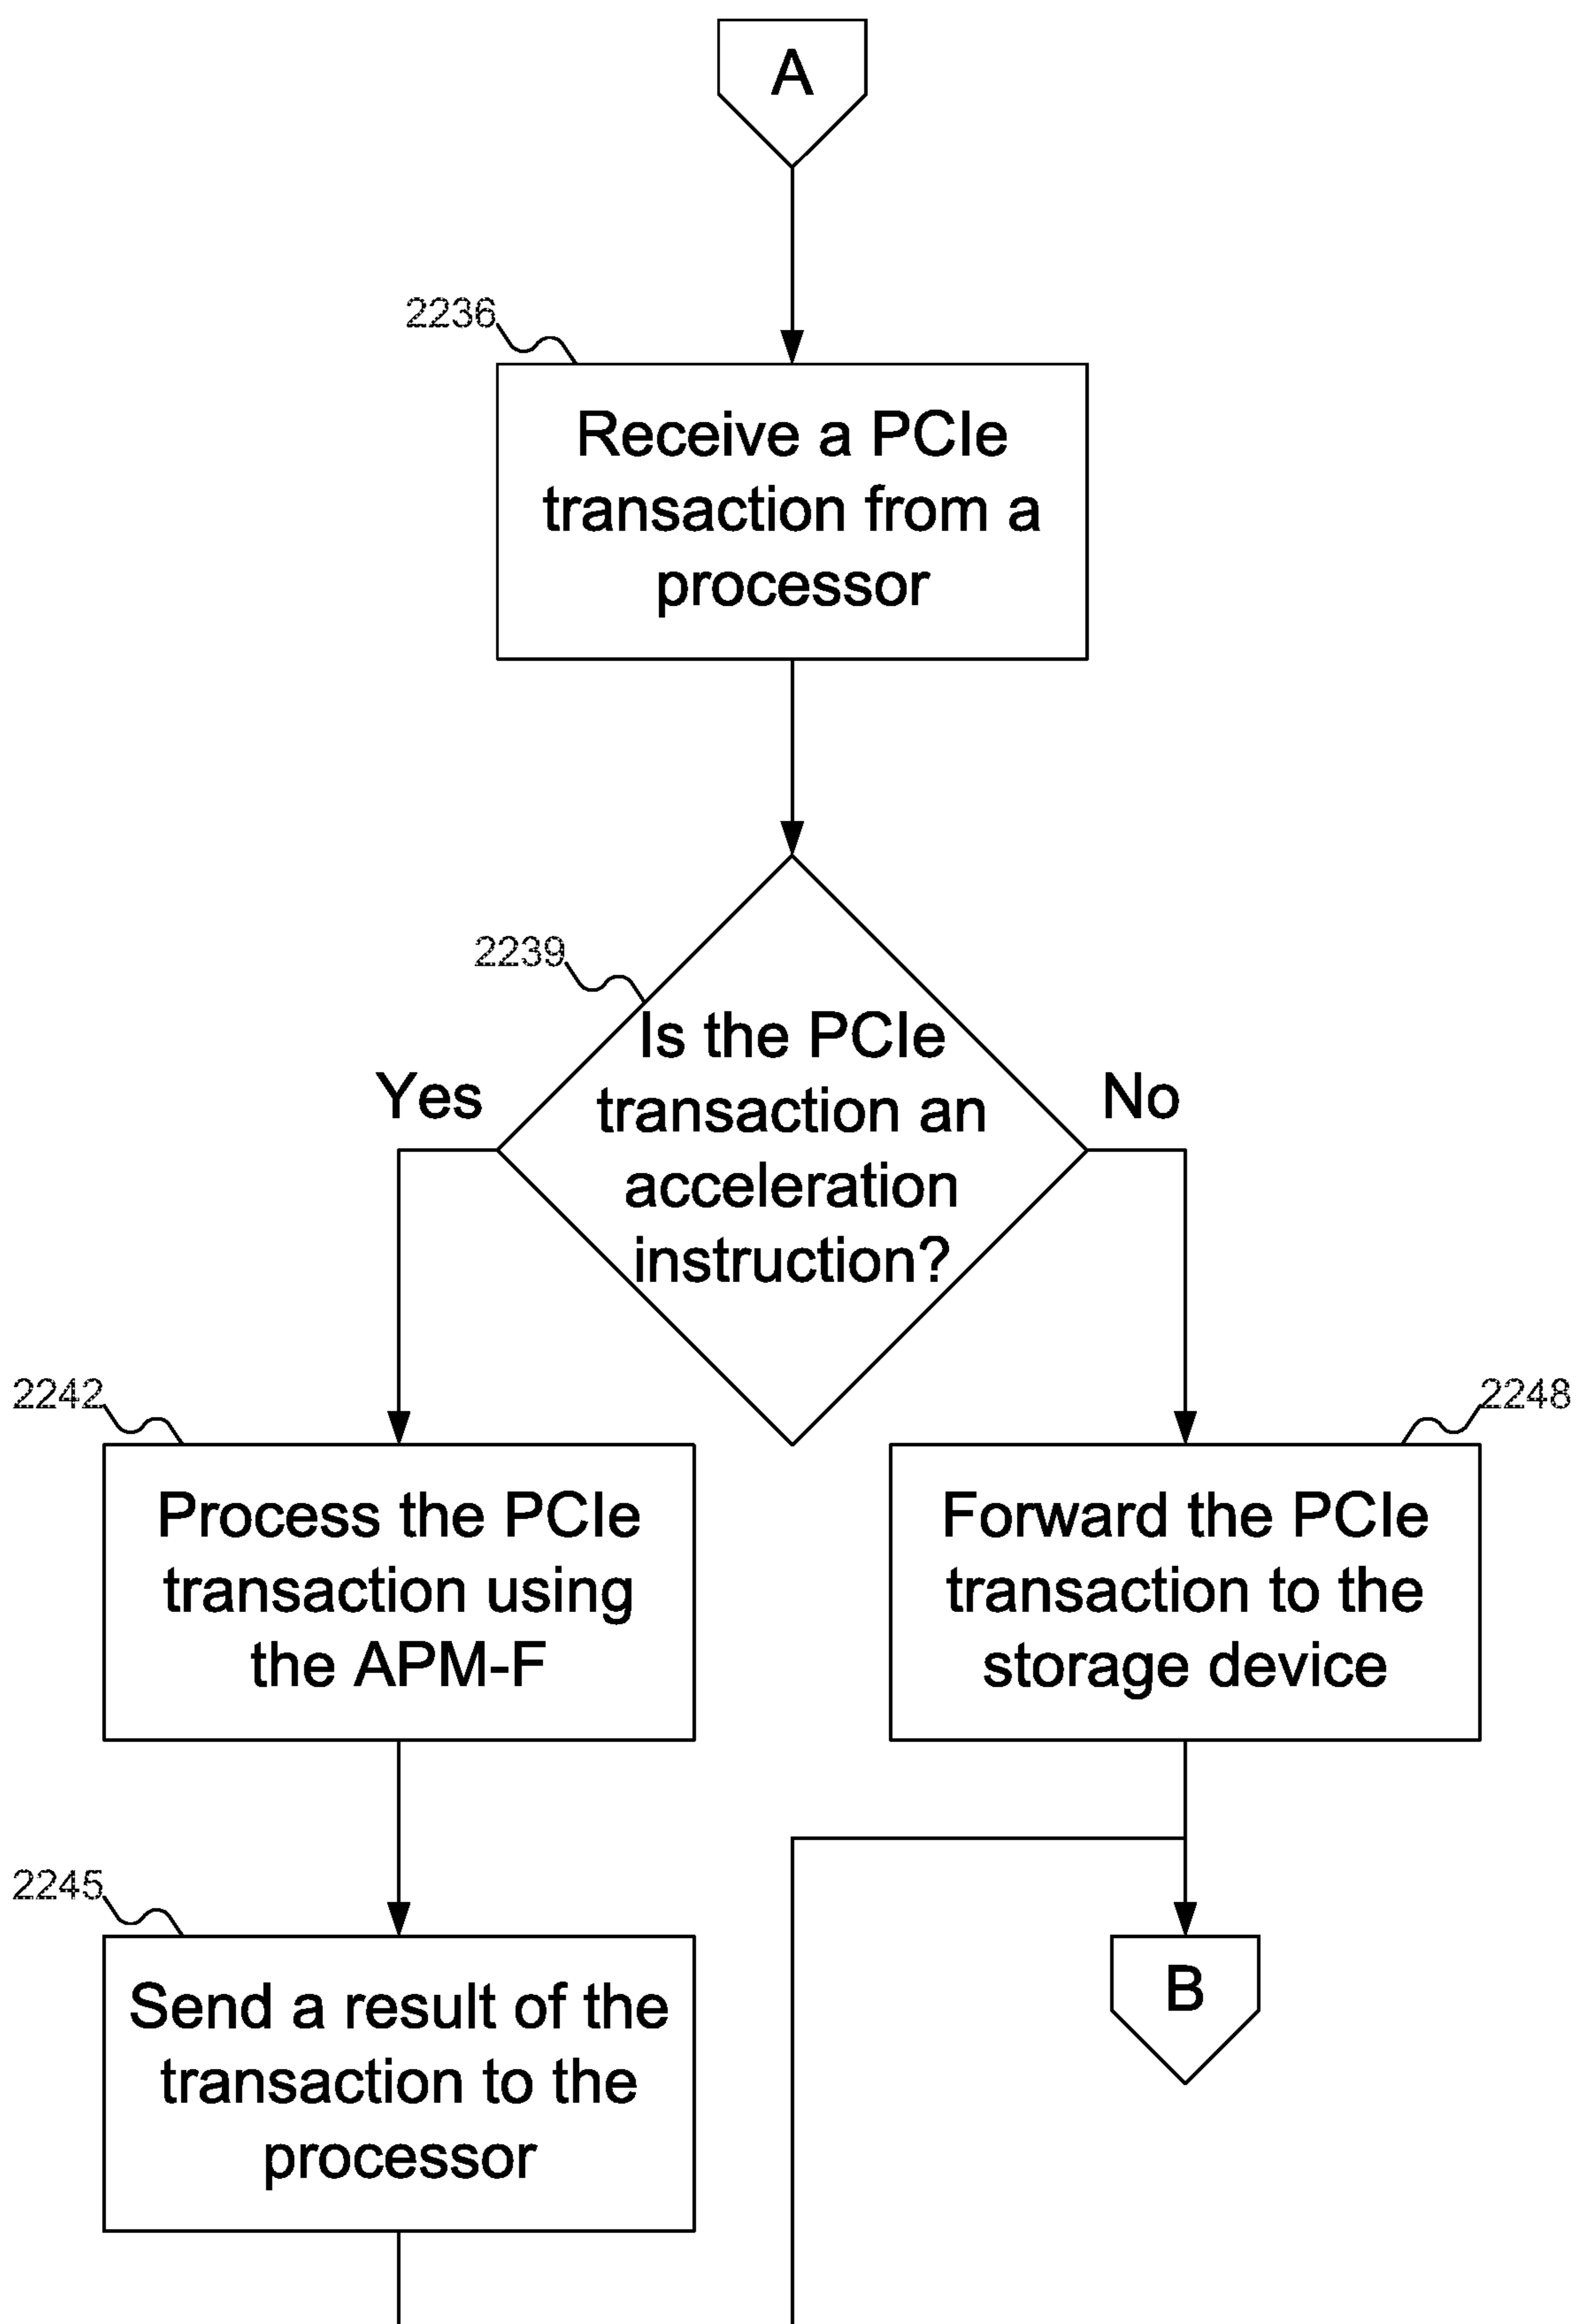 A
2236
Receive a PCIe
transaction from a
processor
2239
Is the PCIe
transaction an
acceleration
instruction?
Yes
No
2242
Process the PCIe
transaction using
the APM-F
2248
Forward the PCIe
transaction to the
storage device
2245
Send a result of the
transaction to the
processor
B